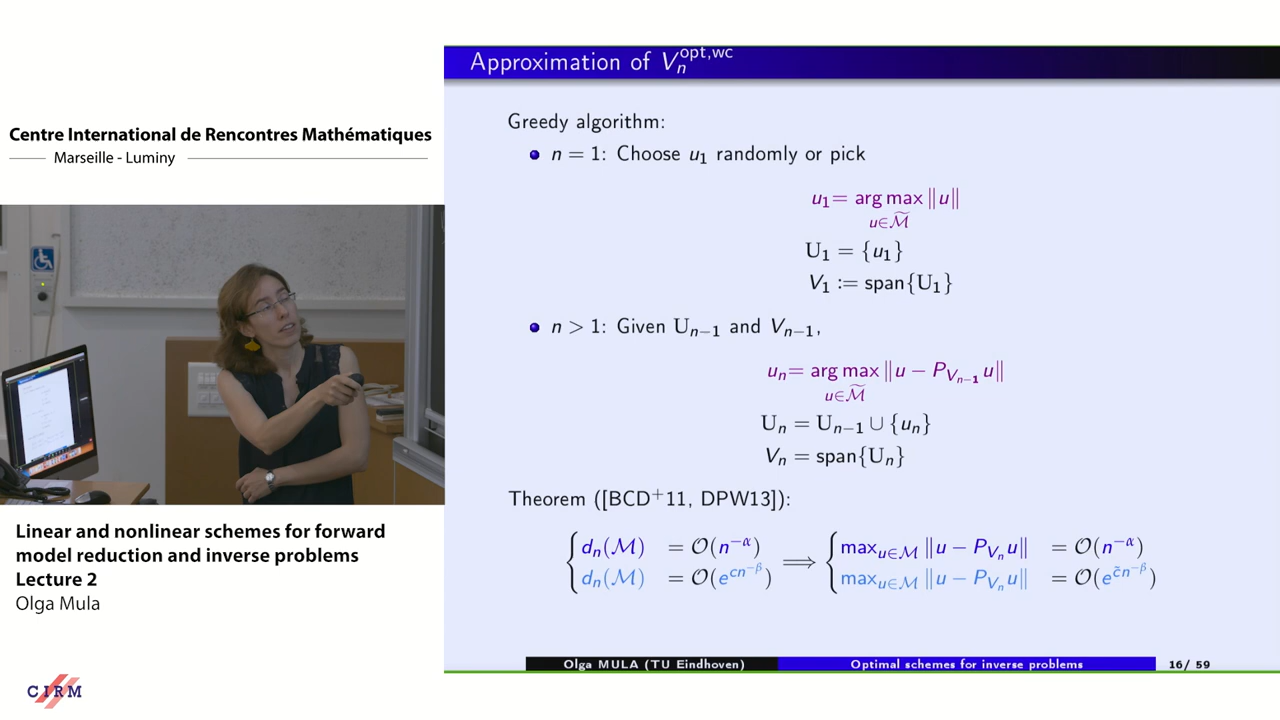 Centre International de Rencontres Mathématiques
Marseille - Luminy
Linear and nonlinear schemes for forward
model reduction and inverse problems
Lecture 2
Olga Mula
CIRM
Approximation of V_n^{opt,wc}
Greedy algorithm:
• n = 1: Choose u_1 randomly or pick
u_1 = arg max ‖u‖
u∈M̃
U_1 = {u_1}
V_1 := span{U_1}
• n > 1: Given U_{n−1} and V_{n−1},
u_n = arg max ‖u − P_{V_{n−1}} u‖
u∈M̃
U_n = U_{n−1} ∪ {u_n}
V_n = span{U_n}
Theorem ([BCD⁺11, DPW13]):
{ d_n(M) = O(n^{−α}) ⟹ { max_{u∈M} ‖u − P_{V_n} u‖ = O(n^{−α})
d_n(M) = O(e^{cn^{−β}}) max_{u∈M} ‖u − P_{V_n} u‖ = O(e^{c̃n^{−β}})
Olga MULA (TU Eindhoven) Optimal schemes for inverse problems 16/ 59